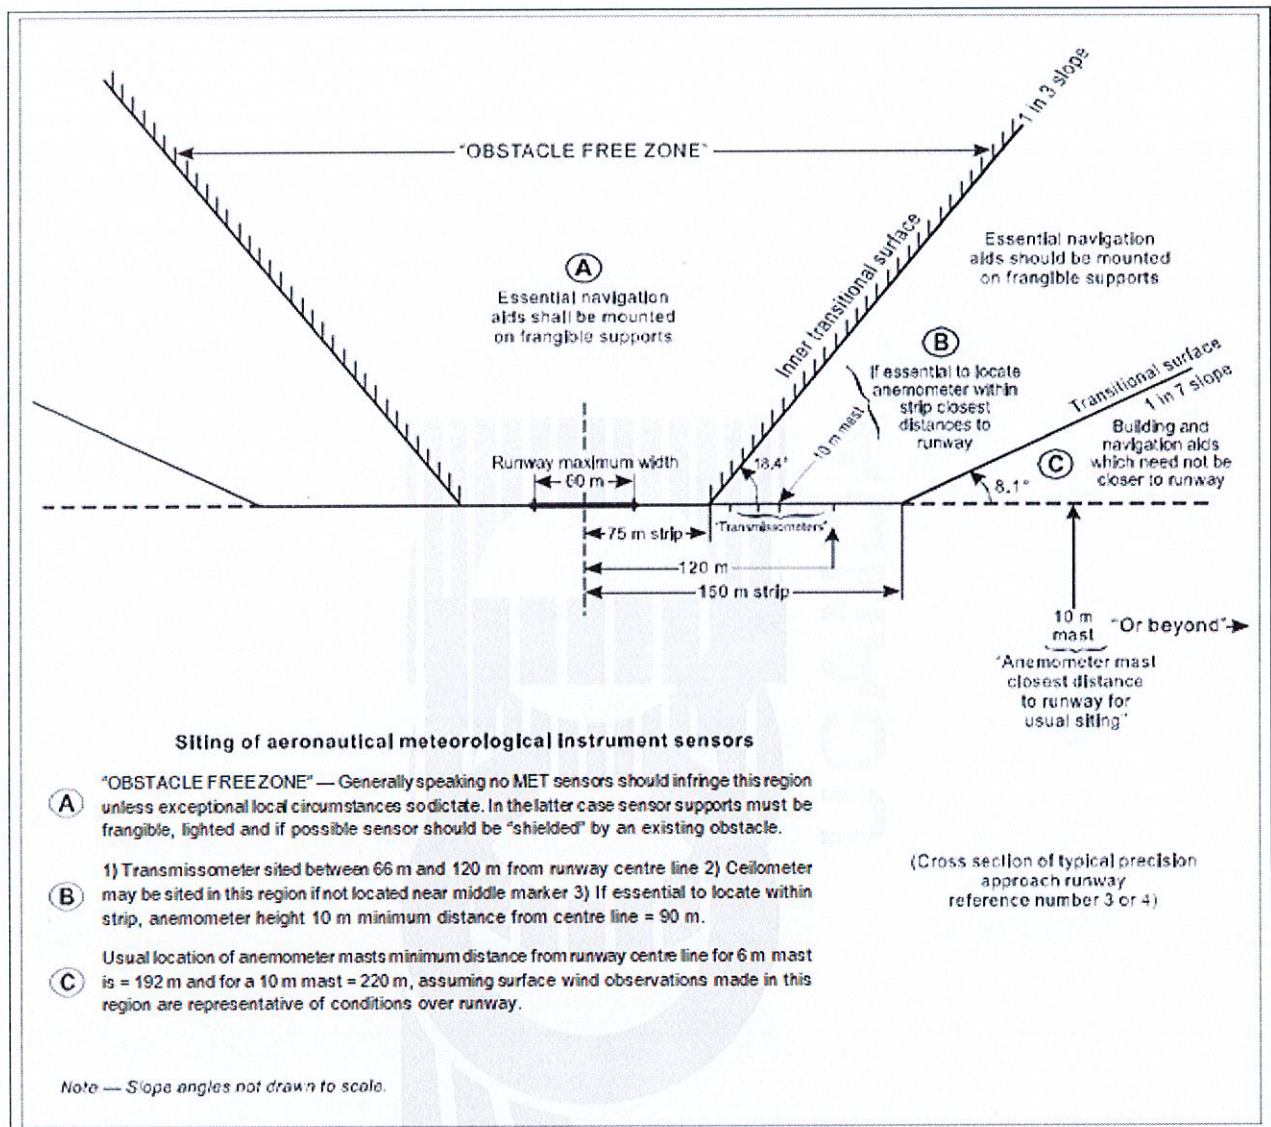 1 in 3 slope
"OBSTACLE FREE ZONE"
Inner transitional surface
Essential navigation
aids should be mounted
on frangible supports
A
Essential navigation
aids shall be mounted
on frangible supports
B
If essential to locate
anemometer within
strip closest
distances to
runway
10 m mast
Transitional surface
1 in 7 slope
Building and
navigation aids
which need not be
closer to runway
C
Runway maximum width
60 m
18.4°
8.1°
75 m strip
"Transmissometers"
120 m
150 m strip
10 m
mast
"Or beyond"
"Anemometer mast
closest distance
to runway for
usual siting"
Siting of aeronautical meteorological instrument sensors
A
"OBSTACLE FREE ZONE" — Generally speaking no MET sensors should infringe this region
unless exceptional local circumstances so dictate. In the latter case sensor supports must be
frangible, lighted and if possible sensor should be "shielded" by an existing obstacle.
B
1) Transmissometer sited between 66 m and 120 m from runway centre line 2) Ceilometer
may be sited in this region if not located near middle marker 3) If essential to locate within
strip, anemometer height 10 m minimum distance from centre line = 90 m.
C
Usual location of anemometer masts minimum distance from runway centre line for 6 m mast
is = 192 m and for a 10 m mast = 220 m, assuming surface wind observations made in this
region are representative of conditions over runway.
(Cross section of typical precision
approach runway
reference number 3 or 4)
Note — Slope angles not drawn to scale.